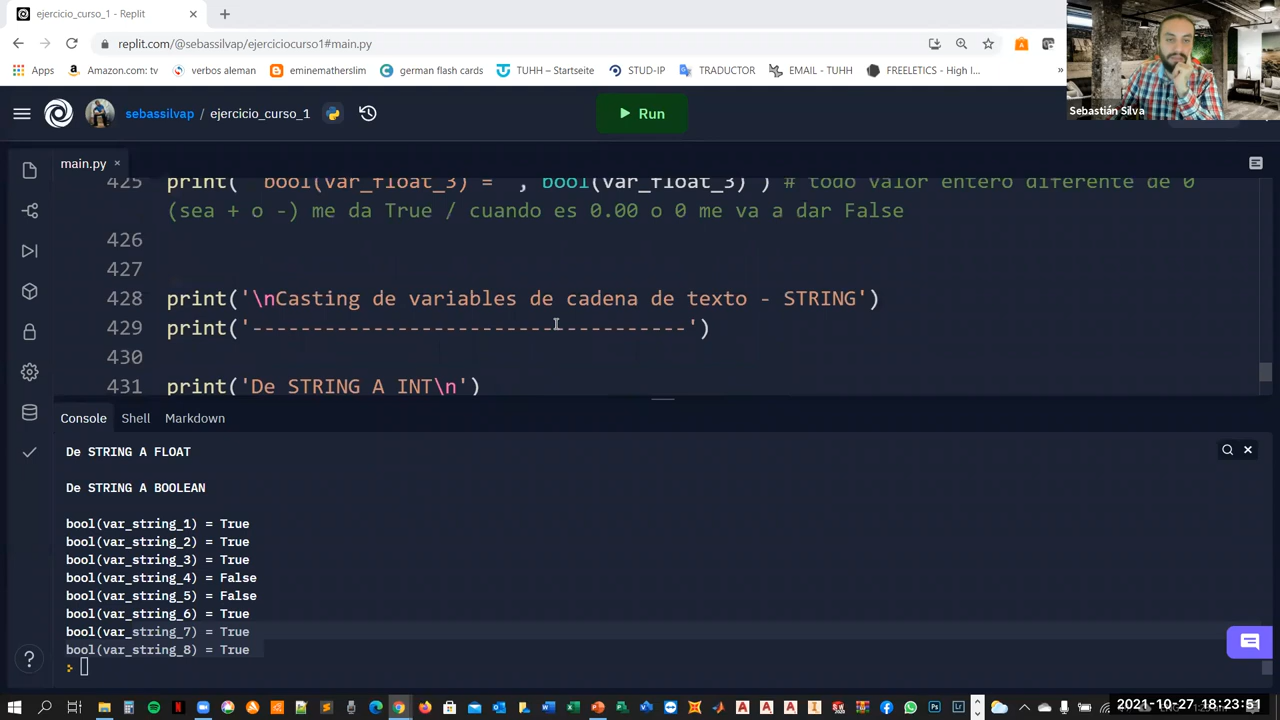 ejercicio_curso_1 - Replit
replit.com/@sebassilvap/ejerciciocurso1#main.py
Apps
Amazon.com: tv
verbos aleman
eminematherslim
german flash cards
TUHH – Startseite
STUD-IP
TRADUCTOR
EMAIL - TUHH
FREELETICS - High I...
»
Sebastián Silva
sebassilvap / ejercicio_curso_1
Run
main.py
425 print( bool(var_float_3) = , bool(var_float_3) ) # todo valor entero diferente de 0
(sea + o -) me da True / cuando es 0.00 o 0 me va a dar False
426
427
428 print('\nCasting de variables de cadena de texto - STRING')
429 print('------------------------------------')
430
431 print('De STRING A INT\n')
Console
Shell
Markdown
De STRING A FLOAT
De STRING A BOOLEAN
bool(var_string_1) = True
bool(var_string_2) = True
bool(var_string_3) = True
bool(var_string_4) = False
bool(var_string_5) = False
bool(var_string_6) = True
bool(var_string_7) = True
bool(var_string_8) = True
2021-10-27 18:23:51